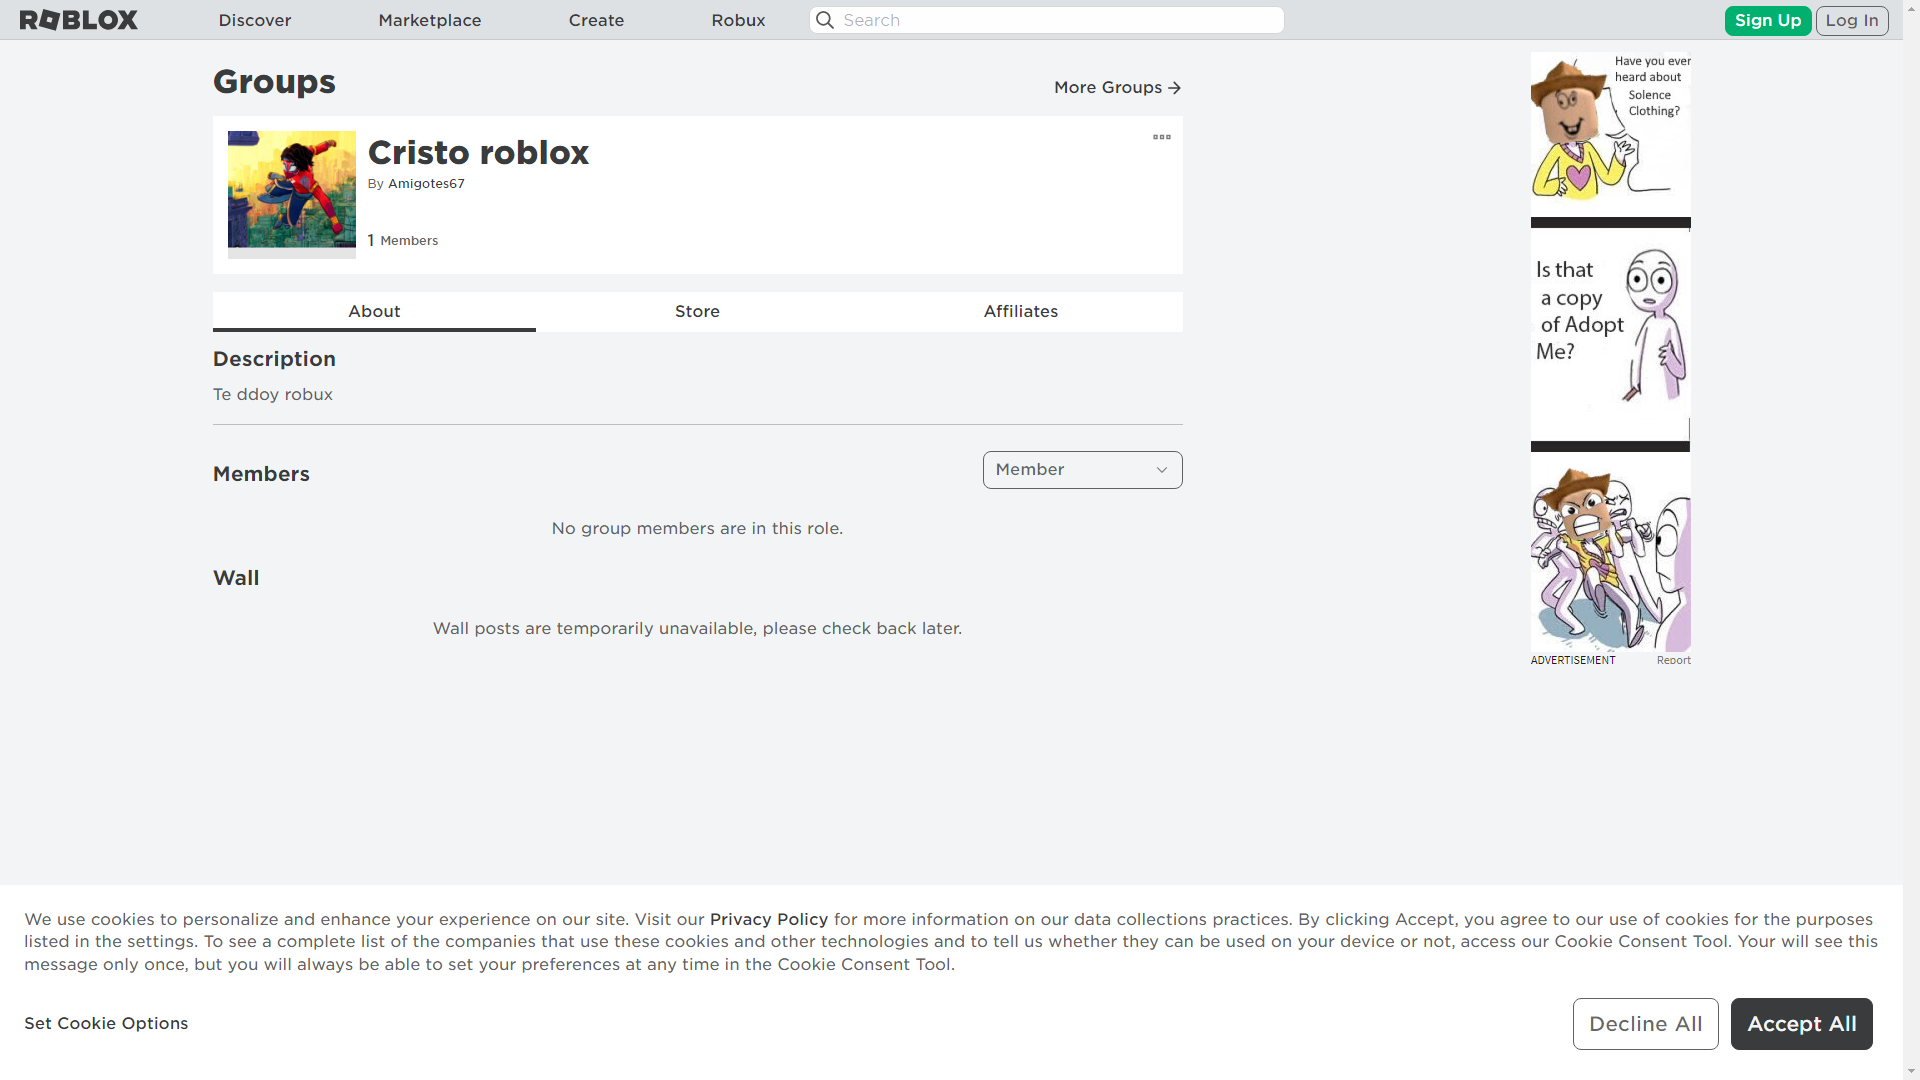 ROBLOX
Discover
Marketplace
Create
Robux
Search
Sign Up
Log In
Groups
More Groups
Cristo roblox
By Amigotes67
1 Members
About
Store
Affiliates
Description
Te ddoy robux
Members
Member
No group members are in this role.
Wall
Wall posts are temporarily unavailable, please check back later.
Have you ever
heard about
Solence
Clothing?
Is that
a copy
of Adopt
Me?
ADVERTISEMENT
Report
We use cookies to personalize and enhance your experience on our site. Visit our Privacy Policy for more information on our data collections practices. By clicking Accept, you agree to our use of cookies for the purposes
listed in the settings. To see a complete list of the companies that use these cookies and other technologies and to tell us whether they can be used on your device or not, access our Cookie Consent Tool. Your will see this
message only once, but you will always be able to set your preferences at any time in the Cookie Consent Tool.
Set Cookie Options
Decline All
Accept All